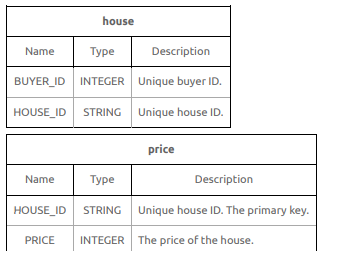 house
Name Type Description
BUYER_ID INTEGER Unique buyer ID.
HOUSE_ID STRING Unique house ID.
price
Name Type Description
HOUSE_ID STRING Unique house ID. The primary key.
PRICE INTEGER The price of the house.